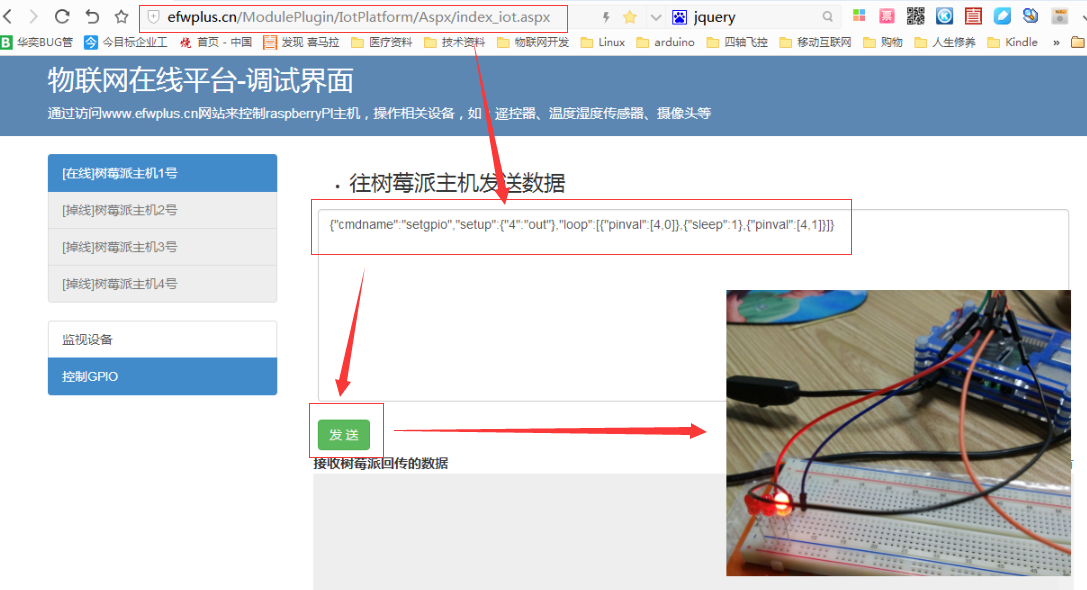 efwplus.cn/ModulePlugin/IotPlatform/Aspx/index_iot.aspx
jquery
票
K
B 华奕BUG管
今 今目标企业工
首页 - 中国
发现 喜马拉
医疗资料
技术资料
物联网开发
Linux
arduino
四轴飞控
移动互联网
购物
人生修养
Kindle
»
物联网在线平台-调试界面
通过访问www.efwplus.cn网站来控制raspberryPI主机，操作相关设备，如：遥控器、温度湿度传感器、摄像头等
[在线]树莓派主机1号
[掉线]树莓派主机2号
[掉线]树莓派主机3号
[掉线]树莓派主机4号
监视设备
控制GPIO
往树莓派主机发送数据
{"cmdname":"setgpio","setup":{"4":"out"},"loop":[{"pinval":[4,0]},{"sleep":1},{"pinval":[4,1]}]}
发 送
接收树莓派回传的数据